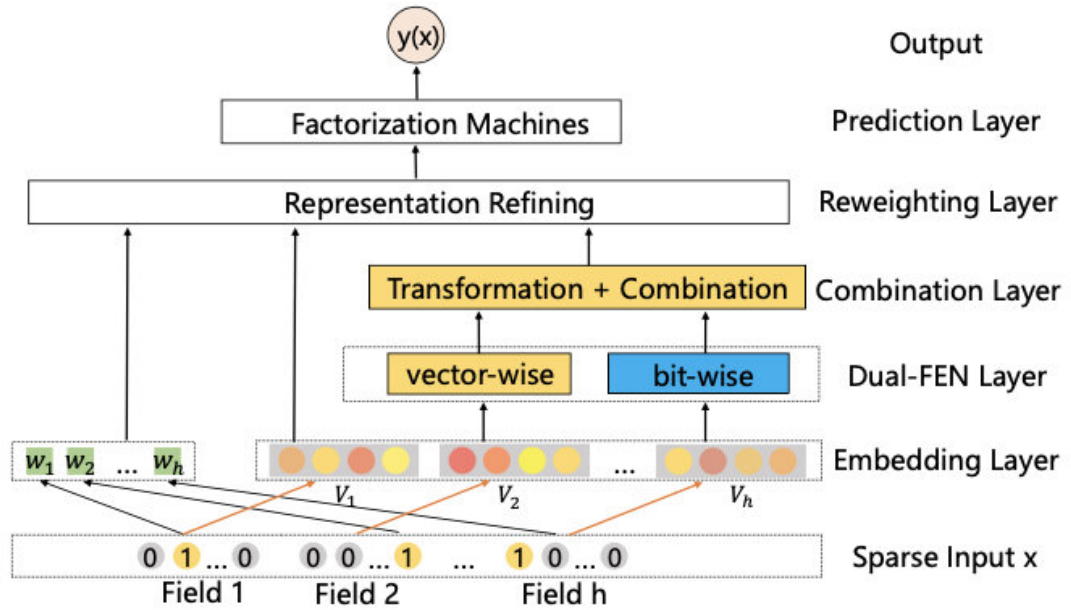 y(x)
Output
Factorization Machines
Prediction Layer
Representation Refining
Reweighting Layer
Transformation + Combination
Combination Layer
vector-wise
bit-wise
Dual-FEN Layer
w₁ w₂ ... wₕ
...
Embedding Layer
V₁
V₂
Vₕ
0 1 ... 0
0 0 ... 1
...
1 0 ... 0
Sparse Input x
Field 1
Field 2
Field h